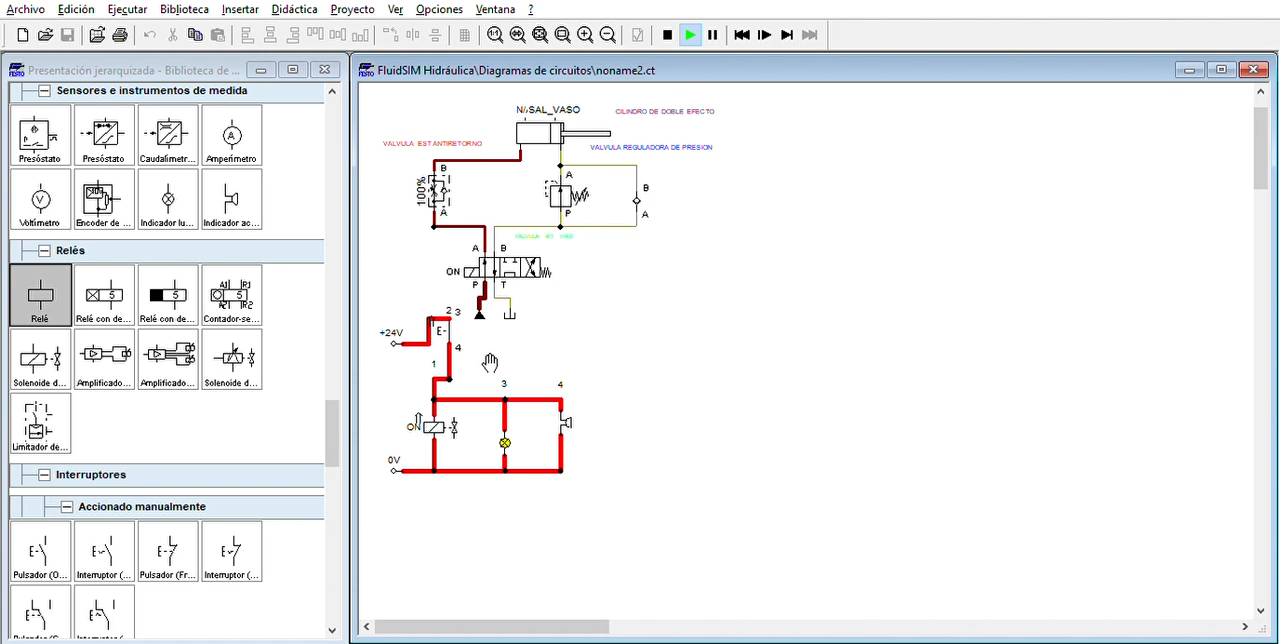 Archivo Edición Ejecutar Biblioteca Insertar Didáctica Proyecto Ver Opciones Ventana ?
FESTO Presentación jerarquizada - Biblioteca de ...
Sensores e instrumentos de medida
Presóstato Presóstato Caudalímetr... Amperímetro
Voltímetro Encoder de ... Indicador lu... Indicador ac...
Relés
Relé Relé con de... Relé con de... Contador-se...
Solenoide d... Amplificado... Amplificado... Solenoide d...
Limitador de...
Interruptores
Accionado manualmente
Pulsador (O... Interruptor (... Pulsador (Fr... Interruptor (...
FESTO FluidSIM Hidráulica\Diagramas de circuitos\noname2.ct
CILINDRO DE DOBLE EFECTO
VALVULA EST ANTIRETORNO
VALVULA REGULADORA DE PRESION
B
100%
A
A
P
B
A
A B
ON
P T
2 3
+24V
E-
4
1
3 4
ON
0V